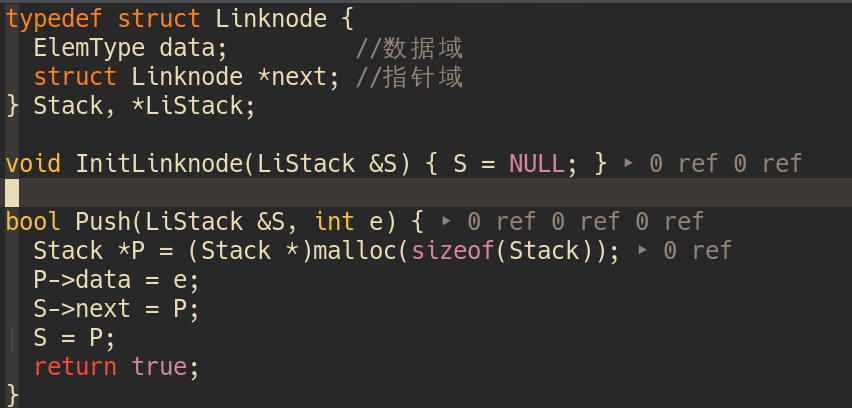 typedef struct Linknode {
  ElemType data;         //数据域
  struct Linknode *next; //指针域
} Stack, *LiStack;
void InitLinknode(LiStack &S) { S = NULL; } ▸ 0 ref 0 ref
bool Push(LiStack &S, int e) { ▸ 0 ref 0 ref 0 ref
  Stack *P = (Stack *)malloc(sizeof(Stack)); ▸ 0 ref
  P->data = e;
  S->next = P;
  S = P;
  return true;
}